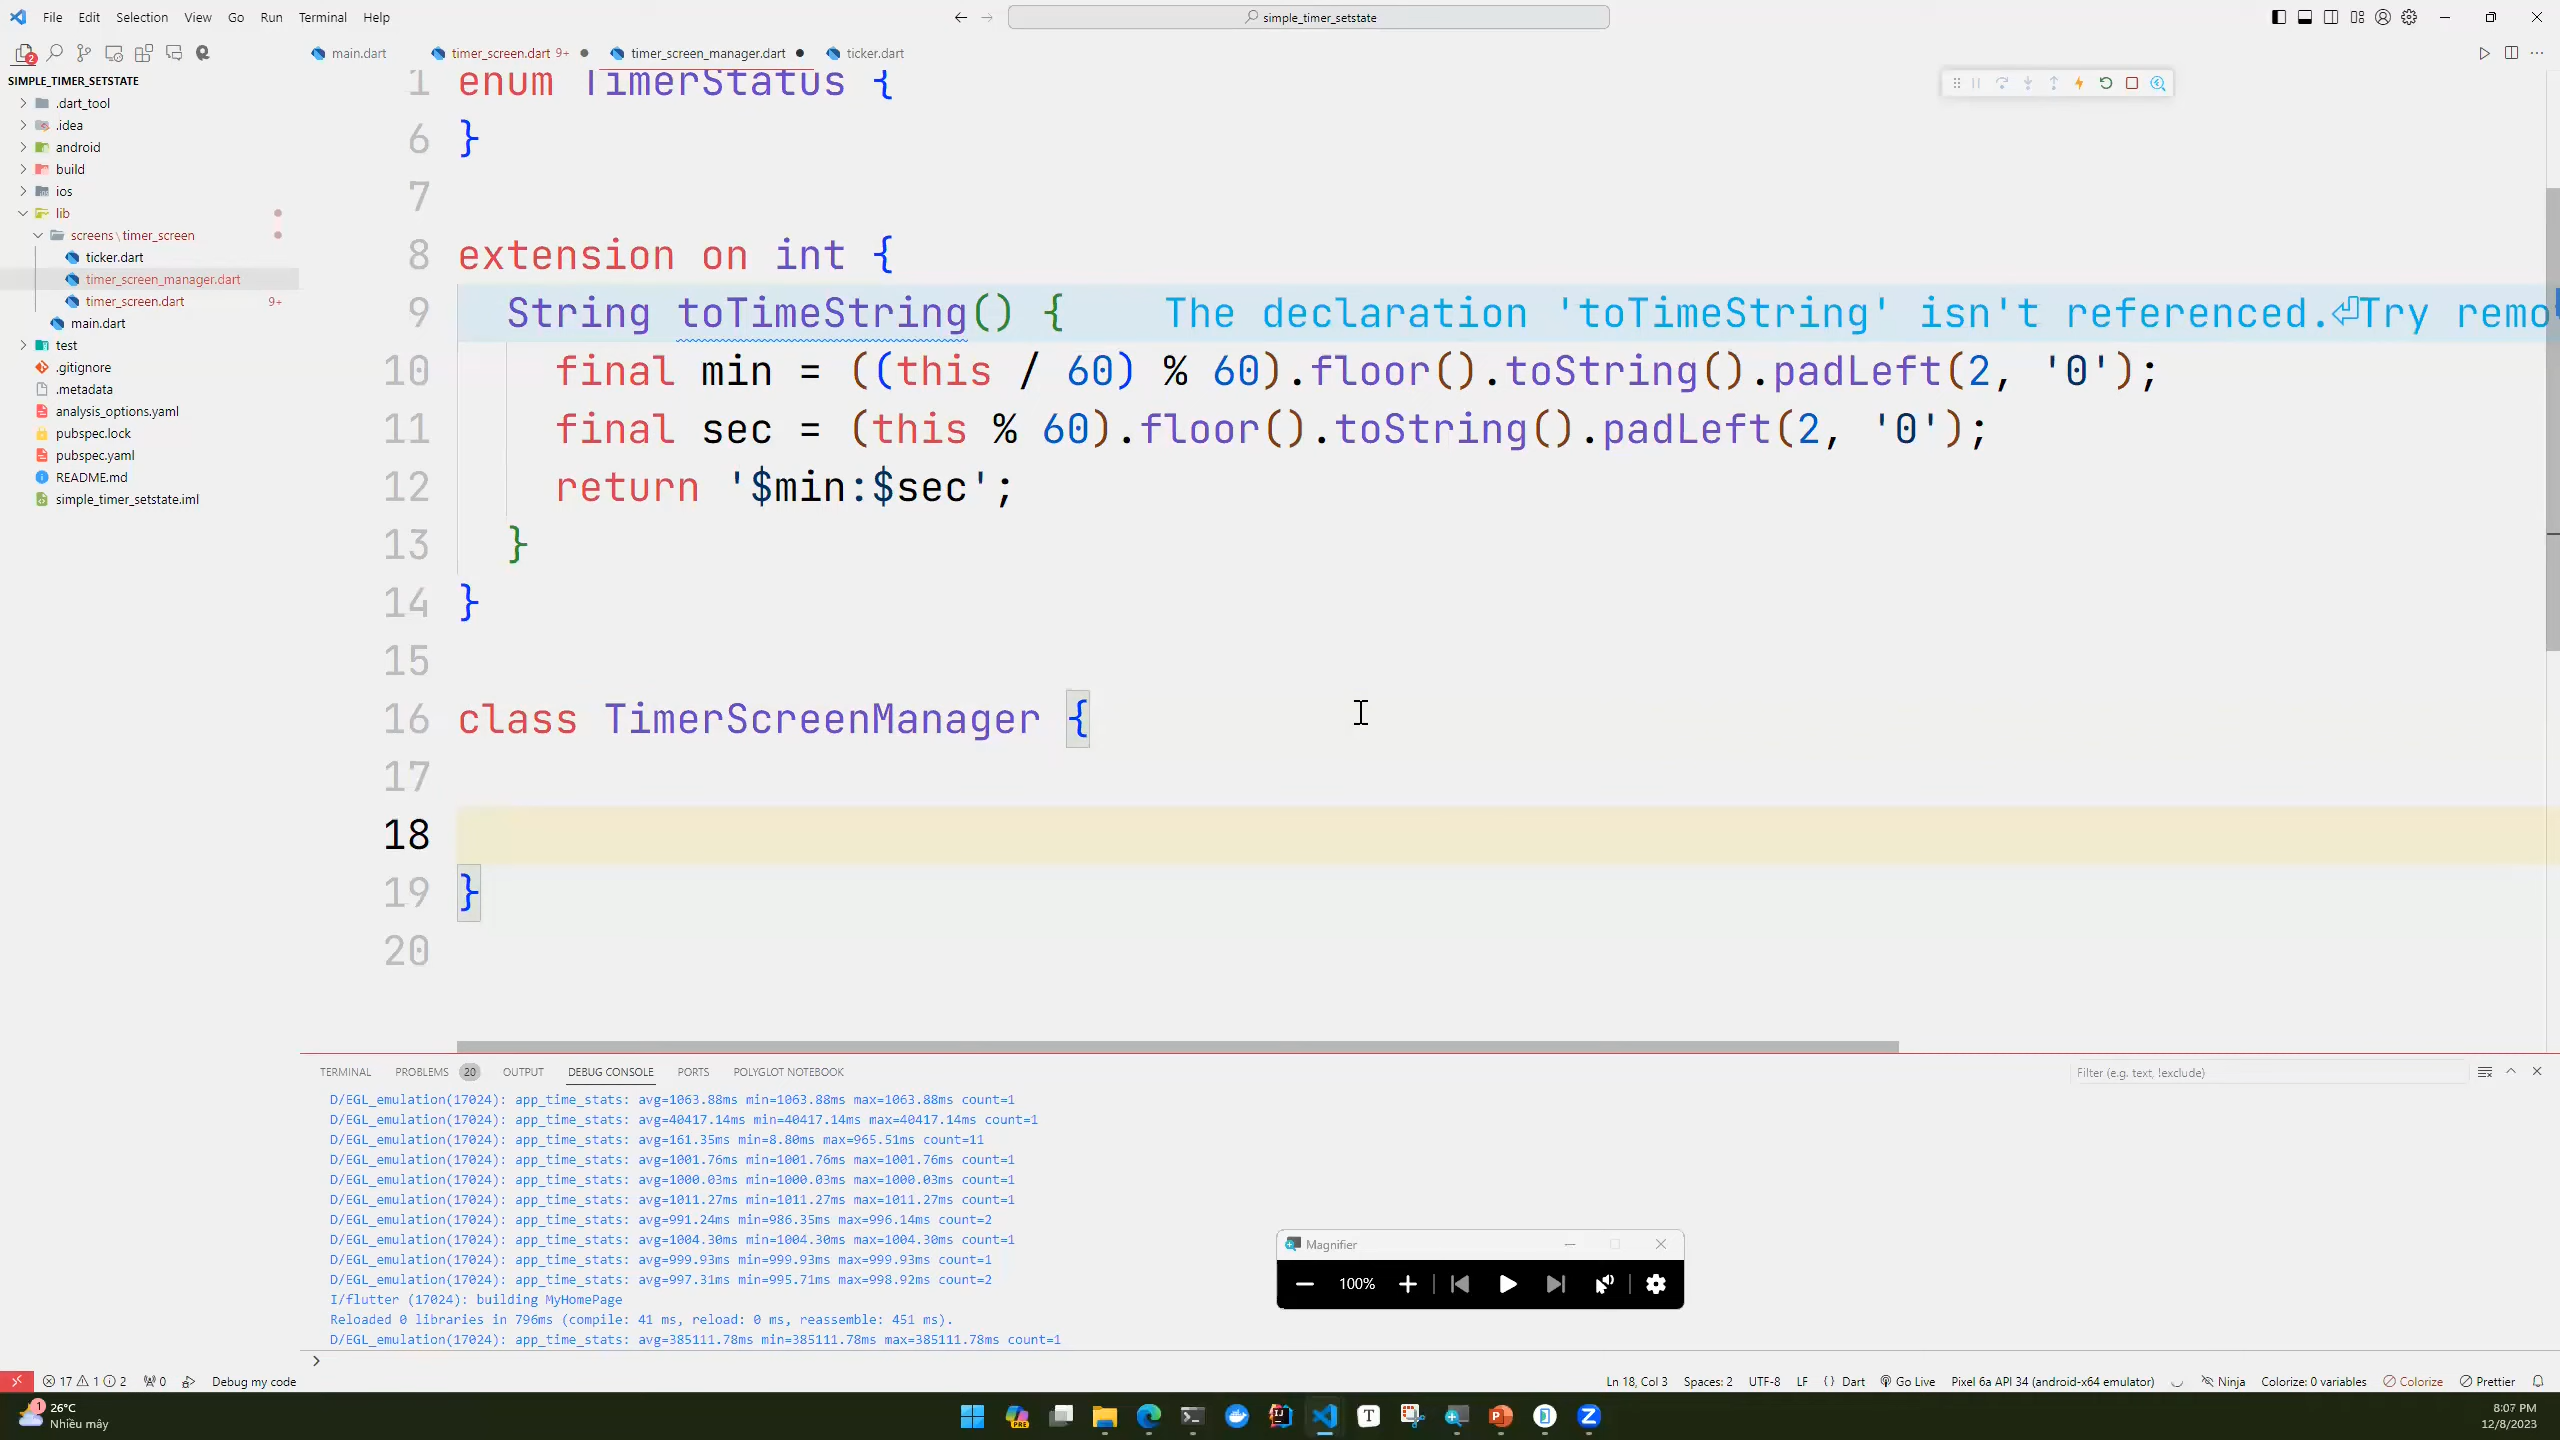 File Edit Selection View Go Run Terminal Help
simple_timer_setstate
2
main.dart
timer_screen.dart 9+
timer_screen_manager.dart
ticker.dart
SIMPLE_TIMER_SETSTATE
.dart_tool
.idea
android
build
ios
lib
screens \ timer_screen
ticker.dart
timer_screen_manager.dart
timer_screen.dart 9+
main.dart
test
.gitignore
.metadata
analysis_options.yaml
pubspec.lock
pubspec.yaml
README.md
simple_timer_setstate.iml
1 enum TimerStatus {
6 }
7
8 extension on int {
9 String toTimeString() { The declaration 'toTimeString' isn't referenced.⏎Try remo
10 final min = ((this / 60) % 60).floor().toString().padLeft(2, '0');
11 final sec = (this % 60).floor().toString().padLeft(2, '0');
12 return '$min:$sec';
13 }
14 }
15
16 class TimerScreenManager {
17
18
19 }
20
TERMINAL PROBLEMS 20 OUTPUT DEBUG CONSOLE PORTS POLYGLOT NOTEBOOK
Filter (e.g. text, !exclude)
D/EGL_emulation(17024): app_time_stats: avg=1063.88ms min=1063.88ms max=1063.88ms count=1
D/EGL_emulation(17024): app_time_stats: avg=40417.14ms min=40417.14ms max=40417.14ms count=1
D/EGL_emulation(17024): app_time_stats: avg=161.35ms min=8.80ms max=965.51ms count=11
D/EGL_emulation(17024): app_time_stats: avg=1001.76ms min=1001.76ms max=1001.76ms count=1
D/EGL_emulation(17024): app_time_stats: avg=1000.03ms min=1000.03ms max=1000.03ms count=1
D/EGL_emulation(17024): app_time_stats: avg=1011.27ms min=1011.27ms max=1011.27ms count=1
D/EGL_emulation(17024): app_time_stats: avg=991.24ms min=986.35ms max=996.14ms count=2
D/EGL_emulation(17024): app_time_stats: avg=1004.30ms min=1004.30ms max=1004.30ms count=1
D/EGL_emulation(17024): app_time_stats: avg=999.93ms min=999.93ms max=999.93ms count=1
D/EGL_emulation(17024): app_time_stats: avg=997.31ms min=995.71ms max=998.92ms count=2
I/flutter (17024): building MyHomePage
Reloaded 0 libraries in 796ms (compile: 41 ms, reload: 0 ms, reassemble: 451 ms).
D/EGL_emulation(17024): app_time_stats: avg=385111.78ms min=385111.78ms max=385111.78ms count=1
Magnifier
100%
17 1 2 0 Debug my code
Ln 18, Col 3 Spaces: 2 UTF-8 LF { } Dart Go Live Pixel 6a API 34 (android-x64 emulator) Ninja Colorize: 0 variables Colorize Prettier
1
26°C
Nhiều mây
PRE
T
8:07 PM
12/8/2023